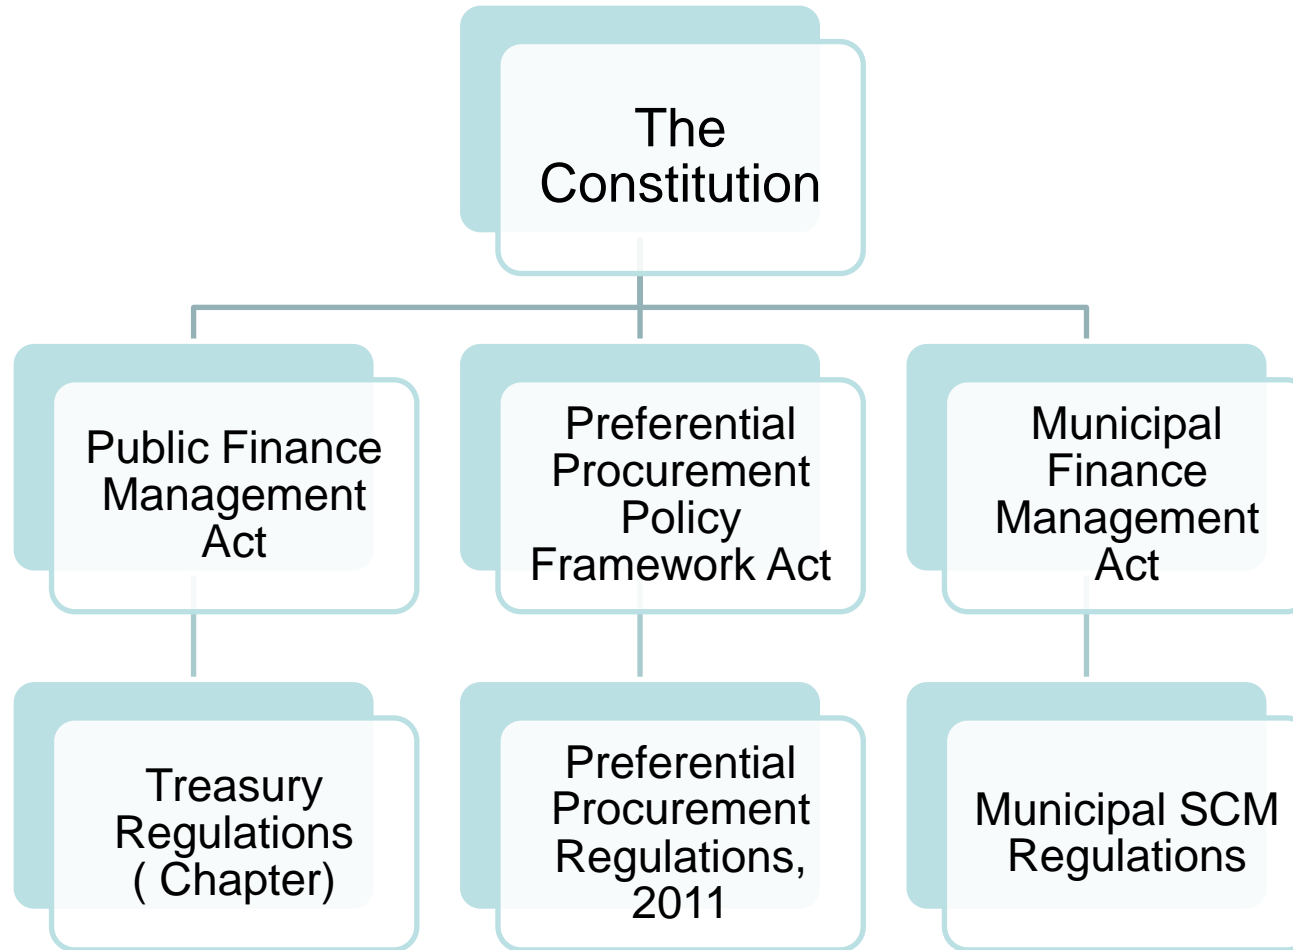 The
Constitution
Public Finance
Management
Act
Preferential
Procurement
Policy
Framework Act
Municipal
Finance
Management
Act
Treasury
Regulations
( Chapter)
Preferential
Procurement
Regulations,
2011
Municipal SCM
Regulations